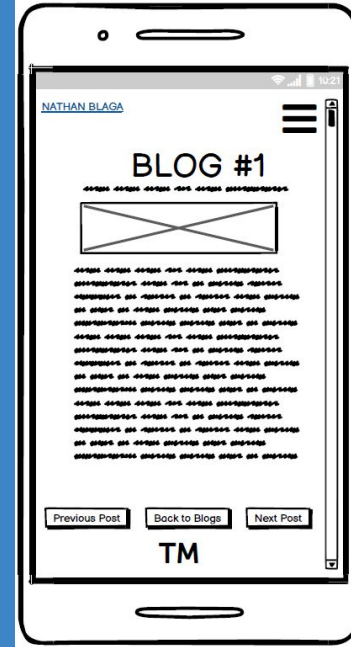 10:21
NATHAN BLAGA
BLOG #1
Previous Post Back to Blogs Next Post
TM